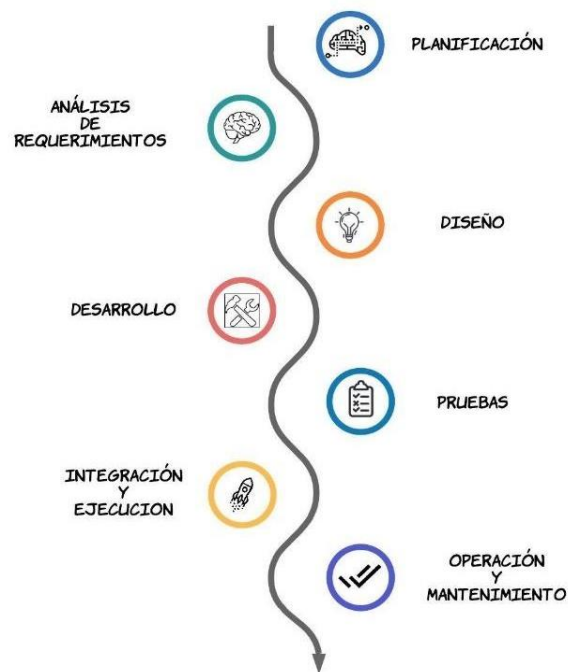 PLANIFICACIÓN
ANÁLISIS
DE
REQUERIMIENTOS
DISEÑO
DESARROLLO
PRUEBAS
INTEGRACIÓN
Y
EJECUCION
OPERACIÓN
Y
MANTENIMIENTO